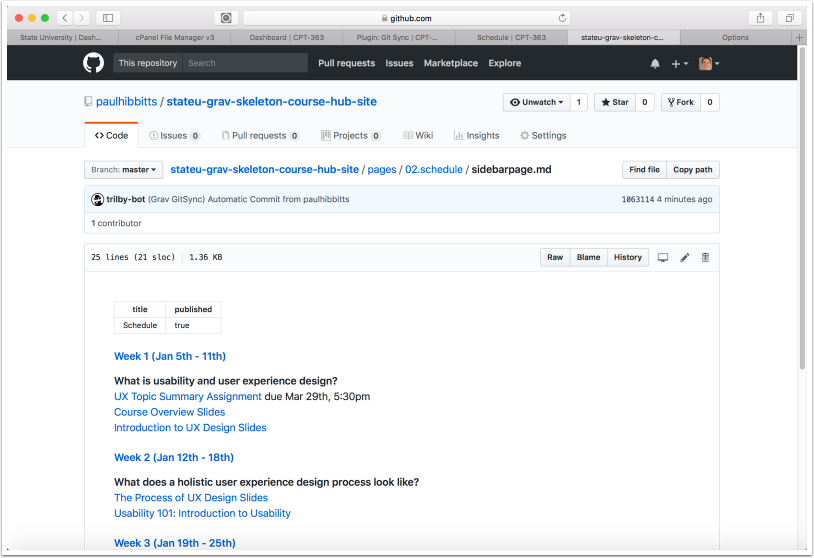 github.com
State University | Dash...
cPanel File Manager v3
Dashboard | CPT-363
Plugin: Git Sync | CPT-...
Schedule | CPT-363
stateu-grav-skeleton-c...
Options
This repository
Search
Pull requests
Issues
Marketplace
Explore
paulhibbitts / stateu-grav-skeleton-course-hub-site
Unwatch 1
Star 0
Fork 0
Code
Issues 0
Pull requests 0
Projects 0
Wiki
Insights
Settings
Branch: master
stateu-grav-skeleton-course-hub-site / pages / 02.schedule / sidebarpage.md
Find file
Copy path
trilby-bot (Grav GitSync) Automatic Commit from paulhibbitts
1063114 4 minutes ago
1 contributor
25 lines (21 sloc) 1.36 KB
Raw
Blame
History
title published
Schedule true
Week 1 (Jan 5th - 11th)
What is usability and user experience design?
UX Topic Summary Assignment due Mar 29th, 5:30pm
Course Overview Slides
Introduction to UX Design Slides
Week 2 (Jan 12th - 18th)
What does a holistic user experience design process look like?
The Process of UX Design Slides
Usability 101: Introduction to Usability
Week 3 (Jan 19th - 25th)